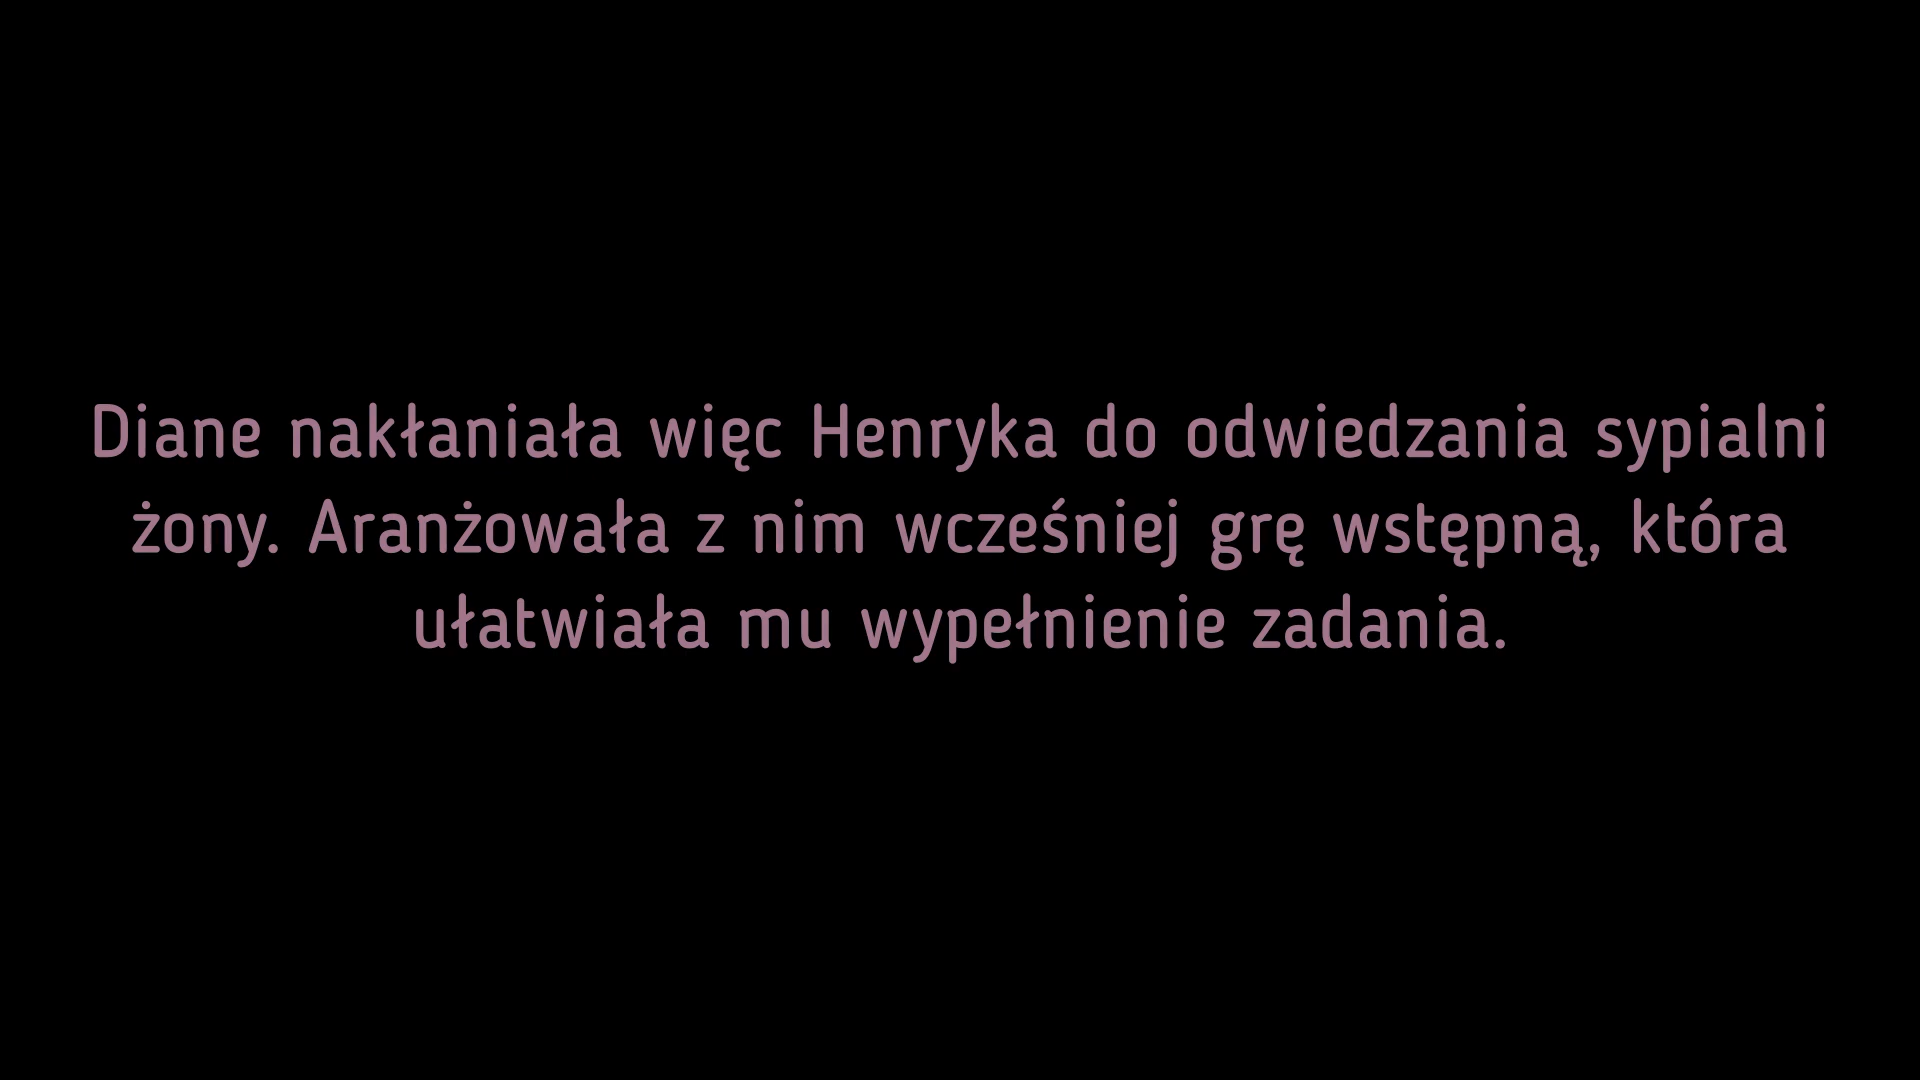 Diane nakłaniała więc Henryka do odwiedzania sypialni
żony. Aranżowała z nim wcześniej grę wstępną, która
ułatwiała mu wypełnienie zadania.